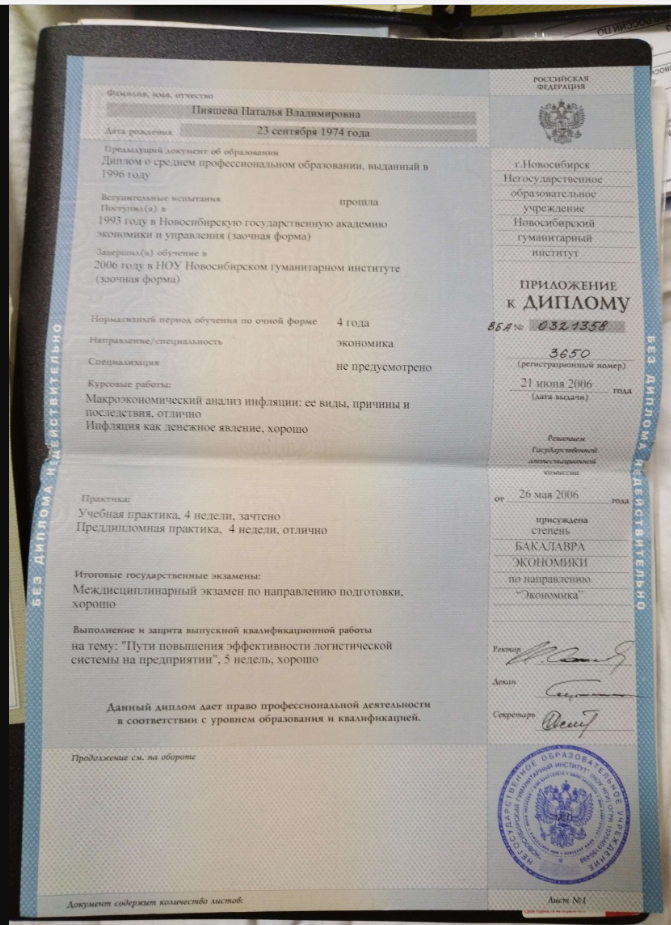 Фамилия, имя, отчество
Пияшева Наталья Владимировна
Дата рождения 23 сентября 1974 года
Предыдущий документ об образовании
Диплом о среднем профессиональном образовании, выданный в
1996 году
Вступительные испытания прошла
Поступил(а) в
1993 году в Новосибирскую государственную академию
экономики и управления (заочная форма)
Завершил(а) обучение в
2006 году в НОУ Новосибирском гуманитарном институте
(заочная форма)
Нормативный период обучения по очной форме 4 года
Направление/специальность экономика
Специализация не предусмотрено
Курсовые работы:
Макроэкономический анализ инфляции: ее виды, причины и
последствия, отлично
Инфляция как денежное явление, хорошо
Практика:
Учебная практика, 4 недели, зачтено
Преддипломная практика, 4 недели, отлично
Итоговые государственные экзамены:
Междисциплинарный экзамен по направлению подготовки,
хорошо
Выполнение и защита выпускной квалификационной работы
на тему: "Пути повышения эффективности логистической
системы на предприятии", 5 недель, хорошо
Данный диплом дает право профессиональной деятельности
в соответствии с уровнем образования и квалификацией.
Продолжение см. на обороте
Документ содержит количество листов:
РОССИЙСКАЯ
ФЕДЕРАЦИЯ
г.Новосибирск
Негосударственное
образовательное
учреждение
Новосибирский
гуманитарный
институт
ПРИЛОЖЕНИЕ
к ДИПЛОМУ
ВБА № 0321358
3650
(регистрационный номер)
21 июня 2006 года
(дата выдачи)
Решением
Государственной
аттестационной
комиссии
от 26 мая 2006 года
присуждена
степень
БАКАЛАВРА
ЭКОНОМИКИ
по направлению
"Экономика"
Ректор
Декан
Секретарь
НЕГОСУДАРСТВЕННОЕ ОБРАЗОВАТЕЛЬНОЕ УЧРЕЖДЕНИЕ
Лист №1
БЕЗ ДИПЛОМА НЕДЕЙСТВИТЕЛЬНО
БЕЗ ДИПЛОМА НЕДЕЙСТВИТЕЛЬНО